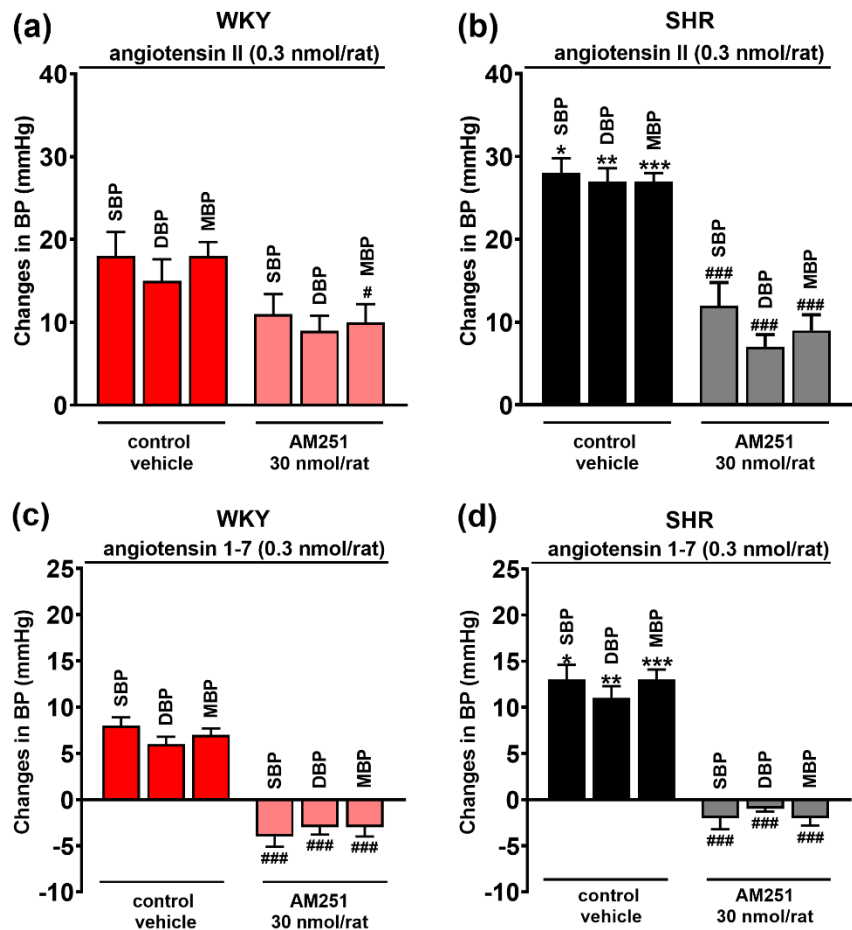 (a)
WKY
angiotensin II (0.3 nmol/rat)
Changes in BP (mmHg)
40
30
20
10
0
SBP
DBP
MBP
SBP
DBP
MBP
#
control
vehicle
AM251
30 nmol/rat
(b)
SHR
angiotensin II (0.3 nmol/rat)
Changes in BP (mmHg)
40
30
20
10
0
SBP
*
DBP
**
MBP
***
SBP
###
DBP
###
MBP
###
control
vehicle
AM251
30 nmol/rat
(c)
WKY
angiotensin 1-7 (0.3 nmol/rat)
Changes in BP (mmHg)
25
20
15
10
5
0
-5
-10
SBP
DBP
MBP
SBP
DBP
MBP
###
###
###
control
vehicle
AM251
30 nmol/rat
(d)
SHR
angiotensin 1-7 (0.3 nmol/rat)
Changes in BP (mmHg)
25
20
15
10
5
0
-5
-10
SBP
*
DBP
**
MBP
***
SBP
DBP
MBP
###
###
###
control
vehicle
AM251
30 nmol/rat